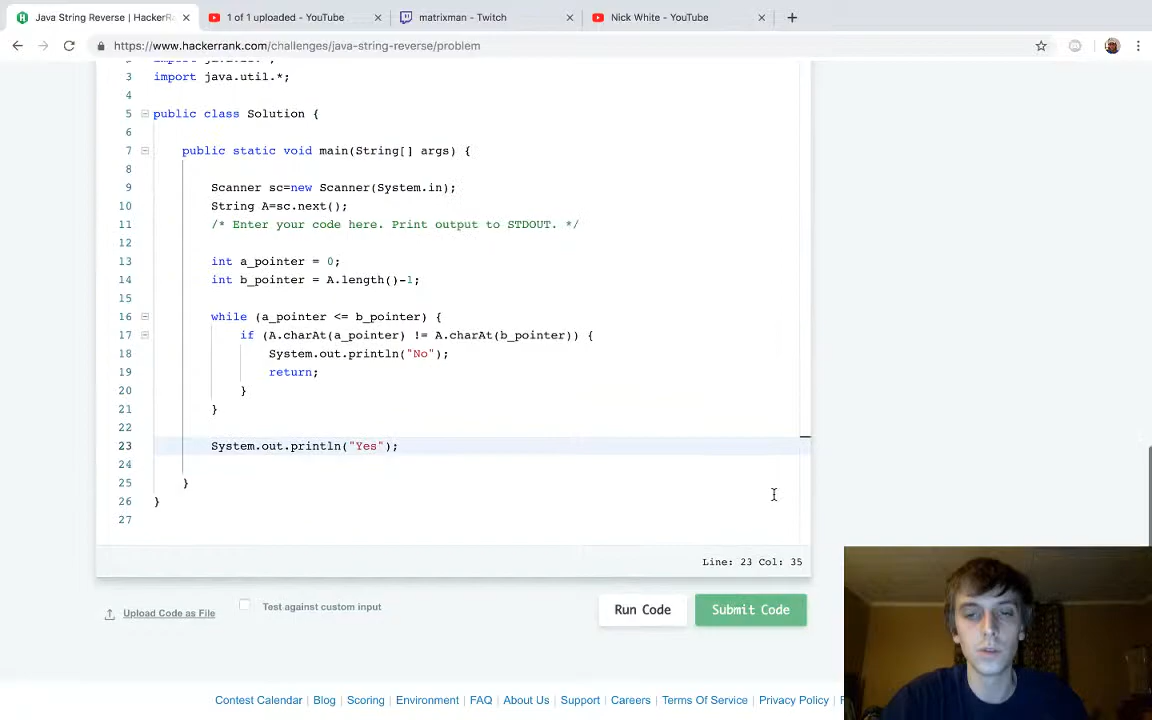 Java String Reverse | HackerRa
1 of 1 uploaded - YouTube
matrixman - Twitch
Nick White - YouTube
https://www.hackerrank.com/challenges/java-string-reverse/problem
3 import java.util.*;
4
5 public class Solution {
6
7 public static void main(String[] args) {
8
9 Scanner sc=new Scanner(System.in);
10 String A=sc.next();
11 /* Enter your code here. Print output to STDOUT. */
12
13 int a_pointer = 0;
14 int b_pointer = A.length()-1;
15
16 while (a_pointer <= b_pointer) {
17 if (A.charAt(a_pointer) != A.charAt(b_pointer)) {
18 System.out.println("No");
19 return;
20 }
21 }
22
23 System.out.println("Yes");
24
25 }
26 }
27
Line: 23 Col: 35
Upload Code as File
Test against custom input
Run Code
Submit Code
Contest Calendar | Blog | Scoring | Environment | FAQ | About Us | Support | Careers | Terms Of Service | Privacy Policy |